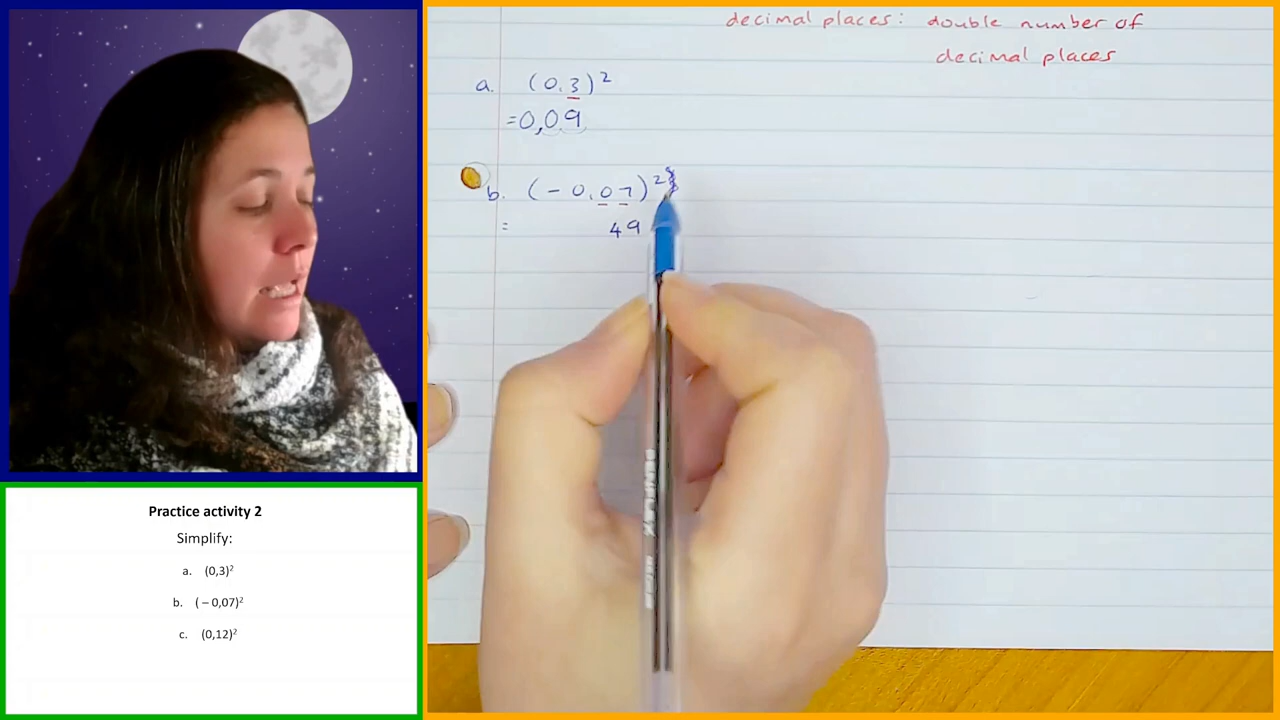 decimal places: double number of
decimal places
a. (0,3)²
=0,09
b. (-0,07)²
= 49
Practice activity 2
Simplify:
a. (0,3)²
b. (– 0,07)²
c. (0,12)²